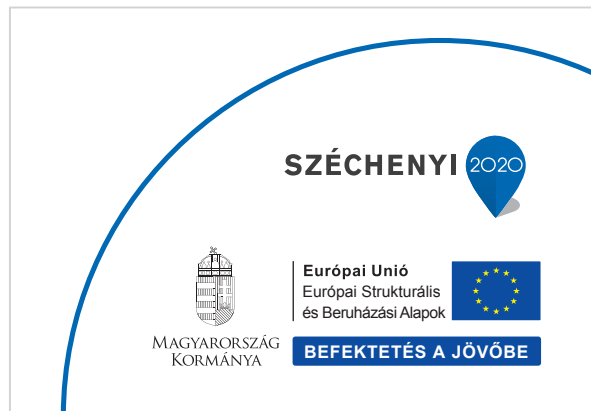 SZÉCHENYI 2020
Európai Unió
Európai Strukturális
és Beruházási Alapok
MAGYARORSZÁG
KORMÁNYA
BEFEKTETÉS A JÖVŐBE